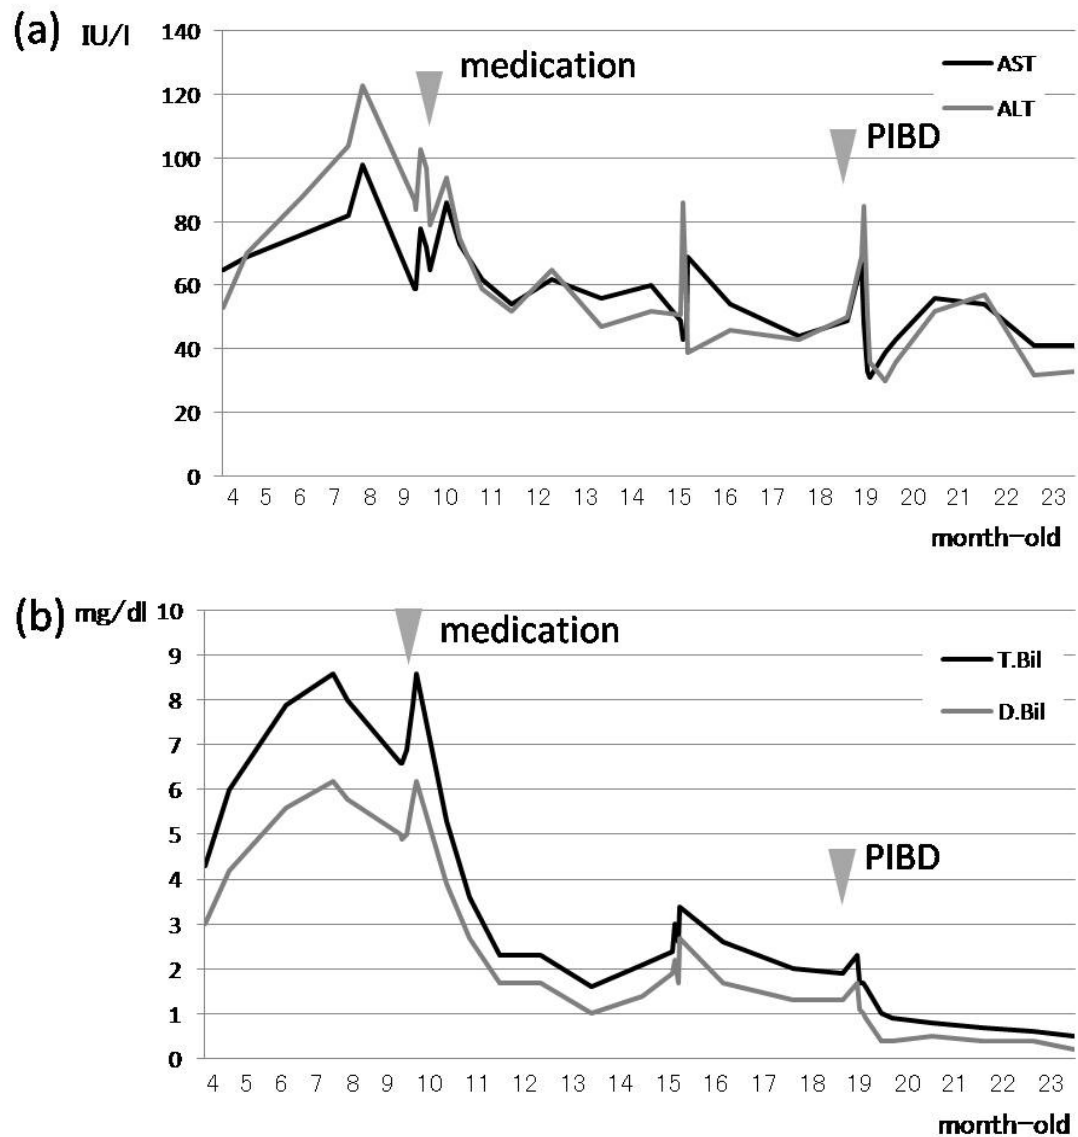 (a) IU/l
140
120
100
80
60
40
20
0
medication
PIBD
AST
ALT
4 5 6 7 8 9 10 11 12 13 14 15 16 17 18 19 20 21 22 23
month-old
(b) mg/dl
10
9
8
7
6
5
4
3
2
1
0
medication
PIBD
T.Bil
D.Bil
4 5 6 7 8 9 10 11 12 13 14 15 16 17 18 19 20 21 22 23
month-old